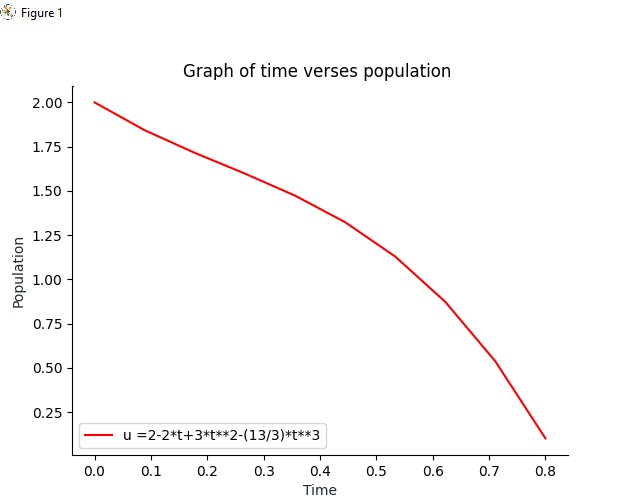 Figure 1
Graph of time verses population
2.00
1.75
1.50
1.25
1.00
0.75
0.50
0.25
Population
u =2-2*t+3*t**2-(13/3)*t**3
0.0 0.1 0.2 0.3 0.4 0.5 0.6 0.7 0.8
Time